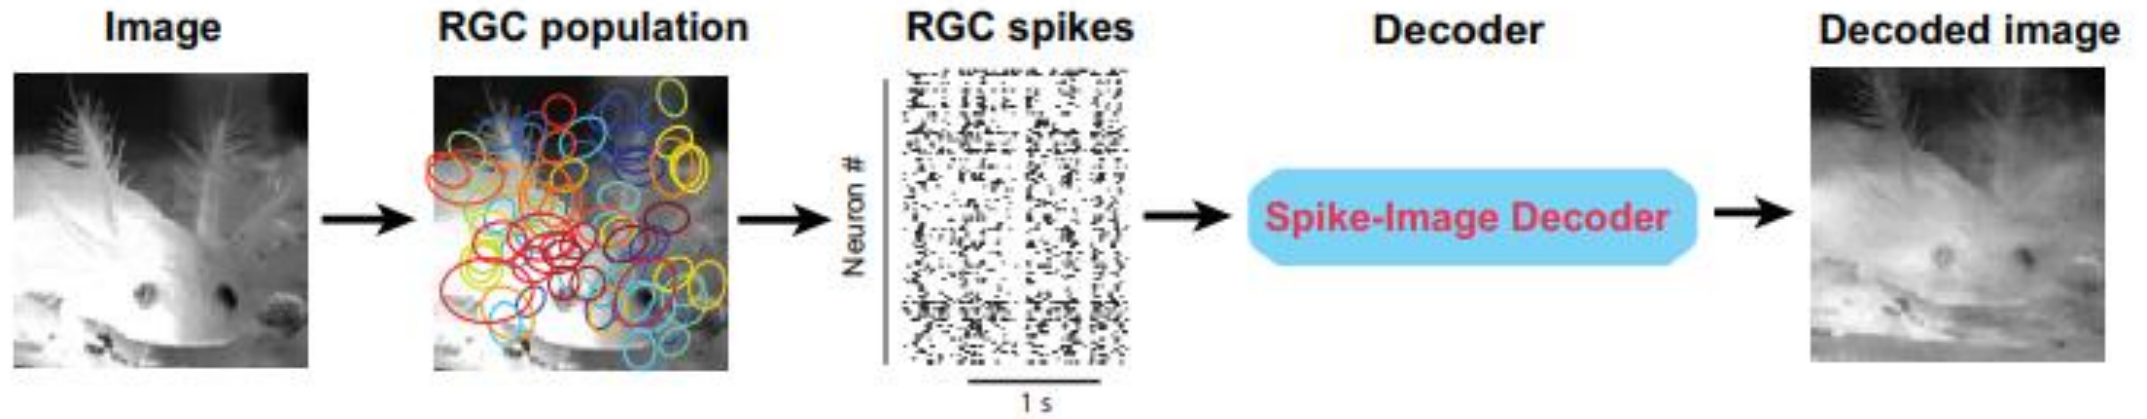 Image
RGC population
RGC spikes
Decoder
Decoded image
Neuron #
Spike-Image Decoder
1 s